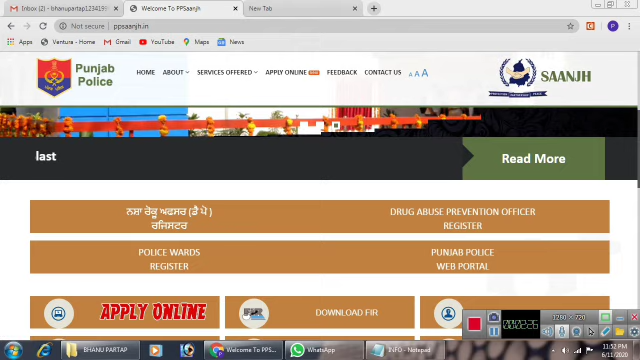 Inbox (2) - bhanupartap123419
Welcome To PPSaanjh
New Tab
Not secure | ppsaanjh.in
Apps
Ventura - Home
Gmail
YouTube
Maps
News
Punjab Police
HOME
ABOUT
SERVICES OFFERED
APPLY ONLINE
FEEDBACK
CONTACT US
A A A
SAANJH
last
Read More
ਨਸ਼ਾ ਰੋਕੂ ਅਫਸਰ (ਡੈਪੋ)
ਰਜਿਸਟਰ
DRUG ABUSE PREVENTION OFFICER
REGISTER
POLICE WARDS
REGISTER
PUNJAB POLICE
WEB PORTAL
APPLY ONLINE
FIR
DOWNLOAD FIR
1280 x 720
BHANU PARTAP
Welcome To PPS...
WhatsApp
INFO - Notepad
11:52 PM
6/11/2020